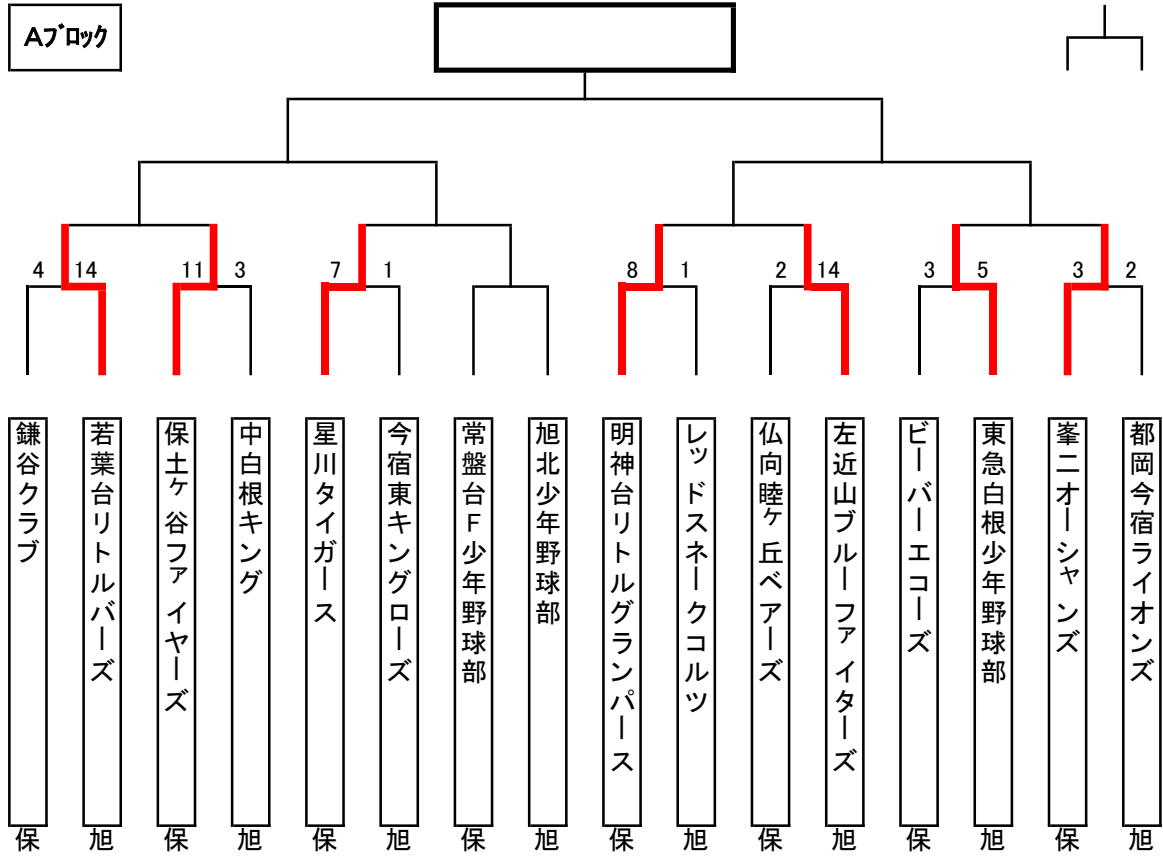 Aブロック
4 14 11 3 7 1 8 1 2 14 3 5 3 2
鎌谷クラブ
若葉台リトルバーズ
保土ヶ谷ファイヤーズ
中白根キング
星川タイガース
今宿東キングローズ
常盤台F少年野球部
旭北少年野球部
明神台リトルグランパース
レッドスネークコルツ
仏向睦ヶ丘ベアーズ
左近山ブルーファイターズ
ビーバーエコーズ
東急白根少年野球部
峯二オーシャンズ
都岡今宿ライオンズ
保 旭 保 旭 保 旭 保 旭 保 旭 保 旭 保 旭 保 旭